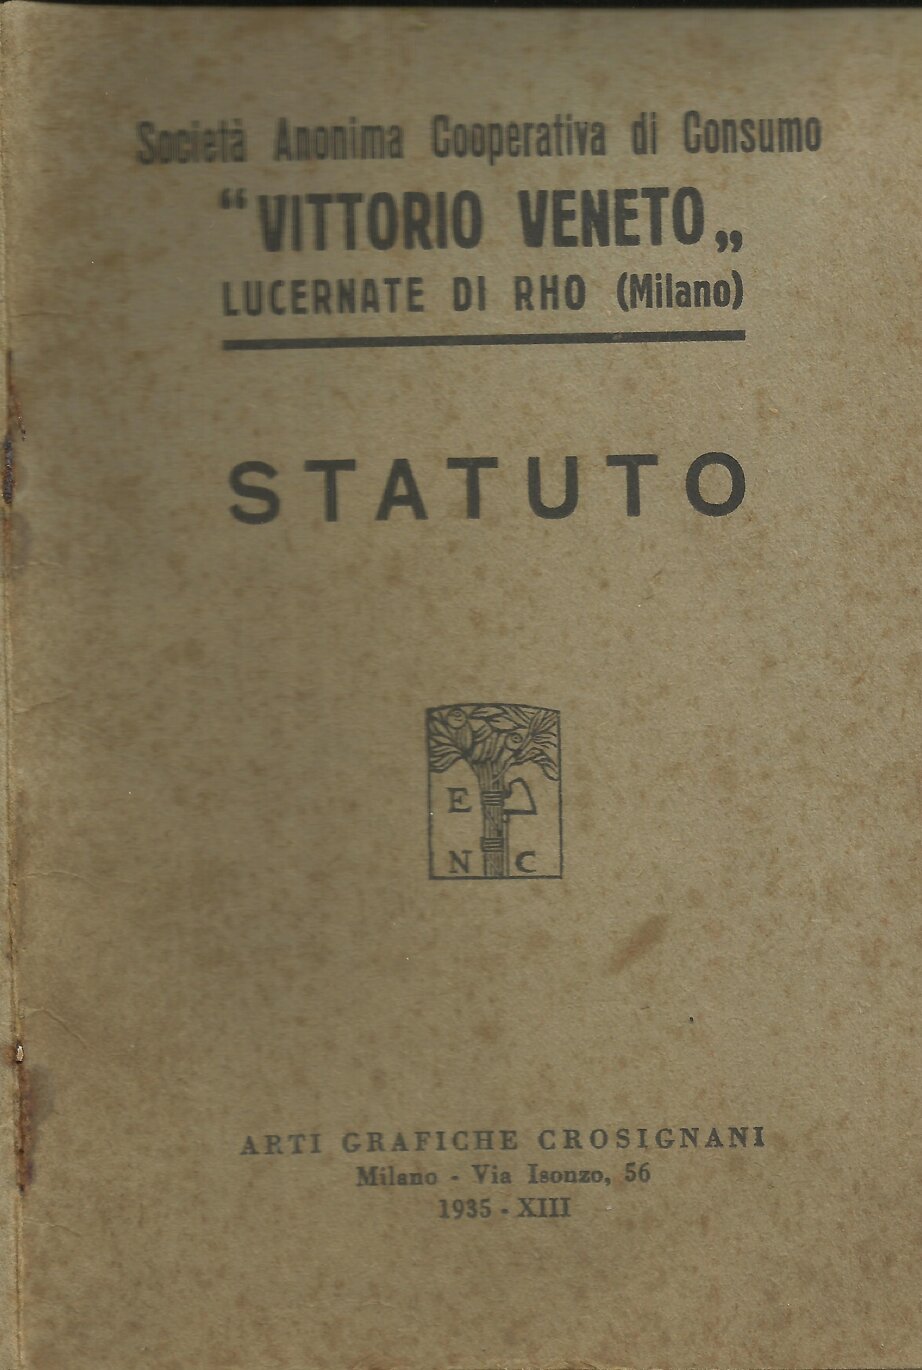 Società Anonima Cooperativa di Consumo
“VITTORIO VENETO„
LUCERNATE DI RHO (Milano)
STATUTO
E
N C
ARTI GRAFICHE CROSIGNANI
Milano - Via Isonzo, 56
1935 - XIII